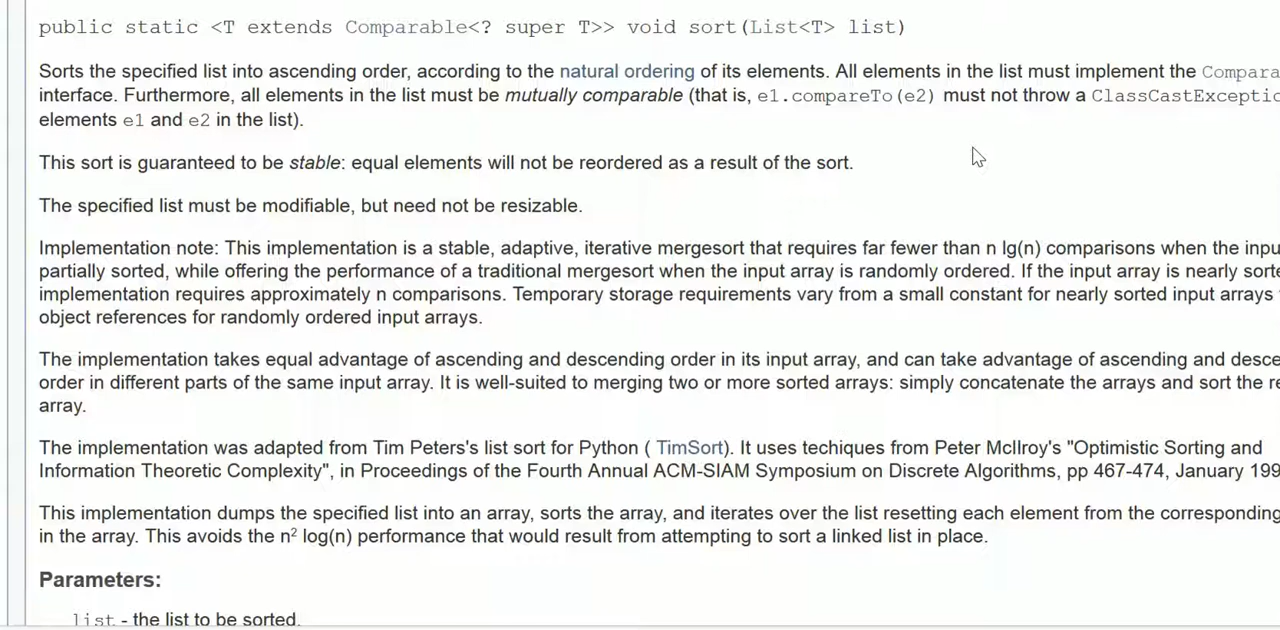 public static <T extends Comparable<? super T>> void sort(List<T> list)
Sorts the specified list into ascending order, according to the natural ordering of its elements. All elements in the list must implement the Compara
interface. Furthermore, all elements in the list must be mutually comparable (that is, e1.compareTo(e2) must not throw a ClassCastExceptic
elements e1 and e2 in the list).
This sort is guaranteed to be stable: equal elements will not be reordered as a result of the sort.
The specified list must be modifiable, but need not be resizable.
Implementation note: This implementation is a stable, adaptive, iterative mergesort that requires far fewer than n lg(n) comparisons when the inpu
partially sorted, while offering the performance of a traditional mergesort when the input array is randomly ordered. If the input array is nearly sorte
implementation requires approximately n comparisons. Temporary storage requirements vary from a small constant for nearly sorted input arrays
object references for randomly ordered input arrays.
The implementation takes equal advantage of ascending and descending order in its input array, and can take advantage of ascending and desce
order in different parts of the same input array. It is well-suited to merging two or more sorted arrays: simply concatenate the arrays and sort the re
array.
The implementation was adapted from Tim Peters's list sort for Python ( TimSort). It uses techiques from Peter McIlroy's "Optimistic Sorting and
Information Theoretic Complexity", in Proceedings of the Fourth Annual ACM-SIAM Symposium on Discrete Algorithms, pp 467-474, January 199
This implementation dumps the specified list into an array, sorts the array, and iterates over the list resetting each element from the corresponding
in the array. This avoids the n² log(n) performance that would result from attempting to sort a linked list in place.
Parameters:
list - the list to be sorted.